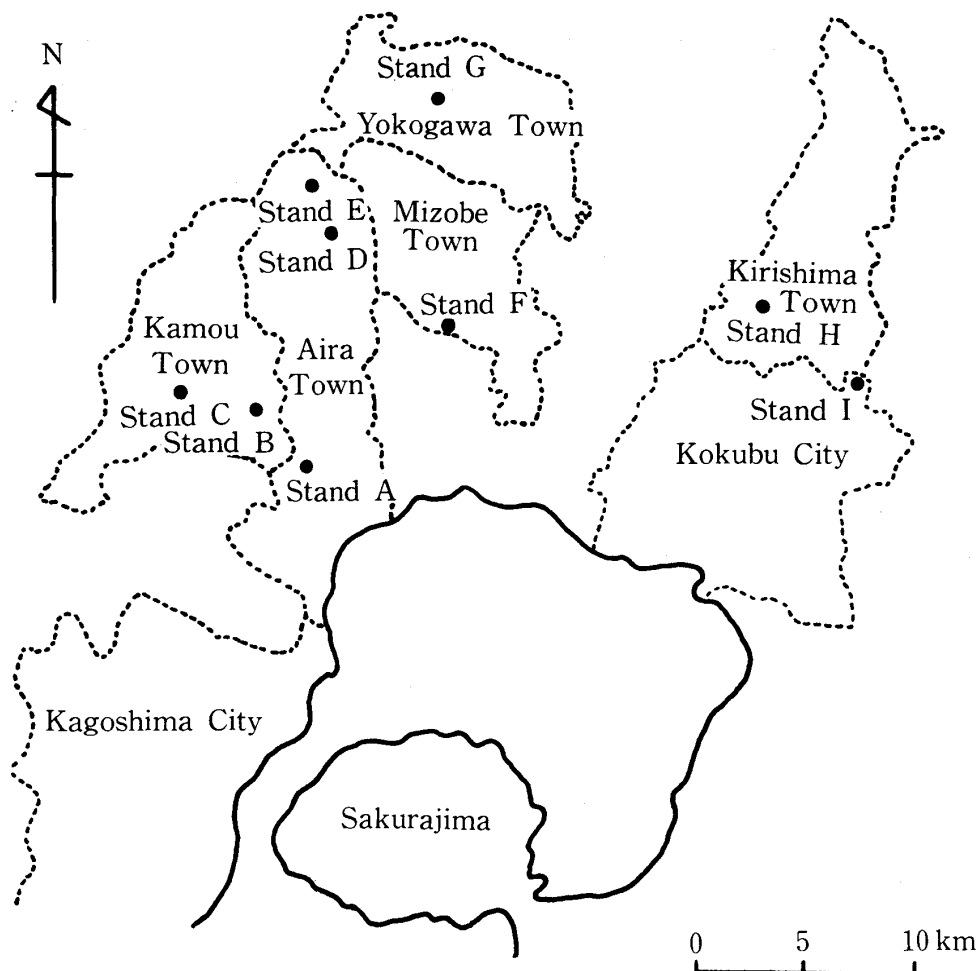 N
Stand G
Yokogawa Town
Stand E
Stand D
Mizobe
Town
Stand F
Kirishima
Town
Stand H
Kamou
Town
Aira
Town
Stand C
Stand B
Stand A
Stand I
Kokubu City
Kagoshima City
Sakurajima
0 5 10 km